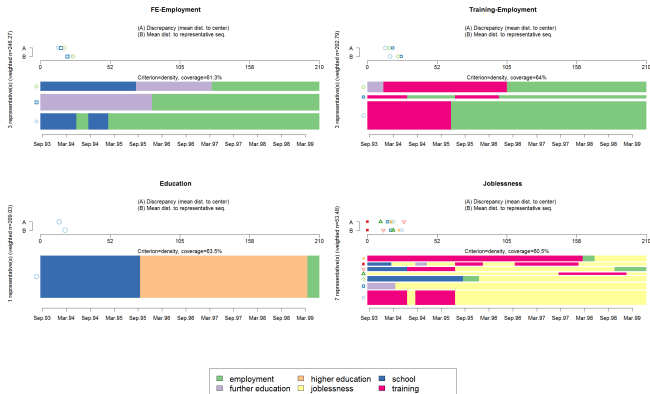 FE-Employment
(A) Discrepancy (mean dist. to center)
(B) Mean dist. to representative seq.
A
B
0 52 105 158 210
Criterion=density, coverage=61.3%
3 representative(s) (weighted n=246.27)
Sep.93 Mar.94 Sep.94 Mar.95 Sep.95 Mar.96 Sep.96 Mar.97 Sep.97 Mar.98 Sep.98 Mar.99
Training-Employment
(A) Discrepancy (mean dist. to center)
(B) Mean dist. to representative seq.
A
B
0 52 105 158 210
Criterion=density, coverage=64%
3 representative(s) (weighted n=202.79)
Sep.93 Mar.94 Sep.94 Mar.95 Sep.95 Mar.96 Sep.96 Mar.97 Sep.97 Mar.98 Sep.98 Mar.99
Education
(A) Discrepancy (mean dist. to center)
(B) Mean dist. to representative seq.
A
B
0 52 105 158 210
Criterion=density, coverage=63.5%
1 representative(s) (weighted n=209.03)
Sep.93 Mar.94 Sep.94 Mar.95 Sep.95 Mar.96 Sep.96 Mar.97 Sep.97 Mar.98 Sep.98 Mar.99
Joblessness
(A) Discrepancy (mean dist. to center)
(B) Mean dist. to representative seq.
A
B
0 52 105 158 210
Criterion=density, coverage=60.5%
7 representative(s) (weighted n=53.48)
Sep.93 Mar.94 Sep.94 Mar.95 Sep.95 Mar.96 Sep.96 Mar.97 Sep.97 Mar.98 Sep.98 Mar.99
employment higher education school
further education joblessness training